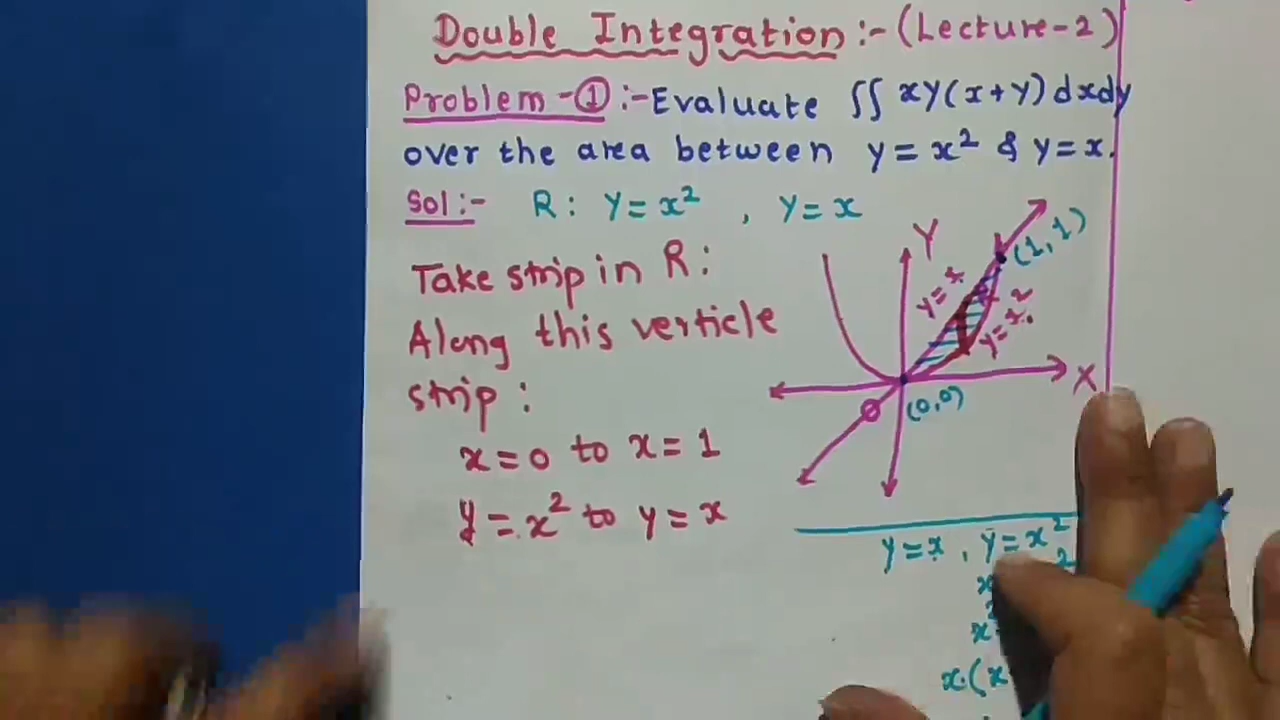 Double Integration :- (Lecture-2)
Problem-① :- Evaluate ∬ xy(x+y) dxdy
over the area between y = x² & y = x.
Sol :- R : y = x² , y = x
Take strip in R :
Along this verticle
strip :
x = 0 to x = 1
y = x² to y = x
Y
(1,1)
y = x
y = x²
X
(0,0)
y = x , y = x²